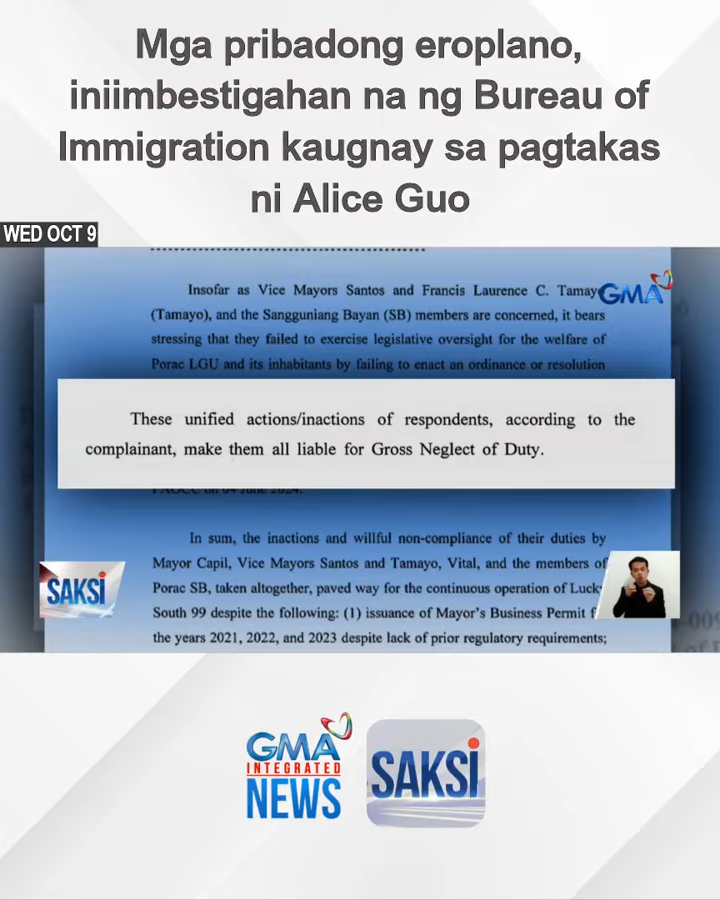 Mga pribadong eroplano,
iniimbestigahan na ng Bureau of
Immigration kaugnay sa pagtakas
ni Alice Guo
WED OCT 9
Insofar as Vice Mayors Santos and Francis Laurence C.
GMA
(Tamayo), and the Sangguniang Bayan (SB) members are concerned, it bears
stressing that they failed to exercise legislative oversight for the welfare of
Porac LGU and its inhabitants by failing to enact an ordinance or resolution
These unified actions/inactions of respondents, according to the
complainant, make them all liable for Gross Neglect of Duty.
In sum, the inactions and willful non-compliance of their duties by
Mayor Capil, Vice Mayors Santos and Tamayo, Vital, and the members of
Porac SB, taken altogether, paved way for the continuous operation of
South 99 despite the following: (1) issuance of Mayor's Business Permit
the years 2021, 2022, and 2023 despite lack of prior regulatory requirements;
SAKSI
GMA
INTEGRATED
NEWS
SAKSI